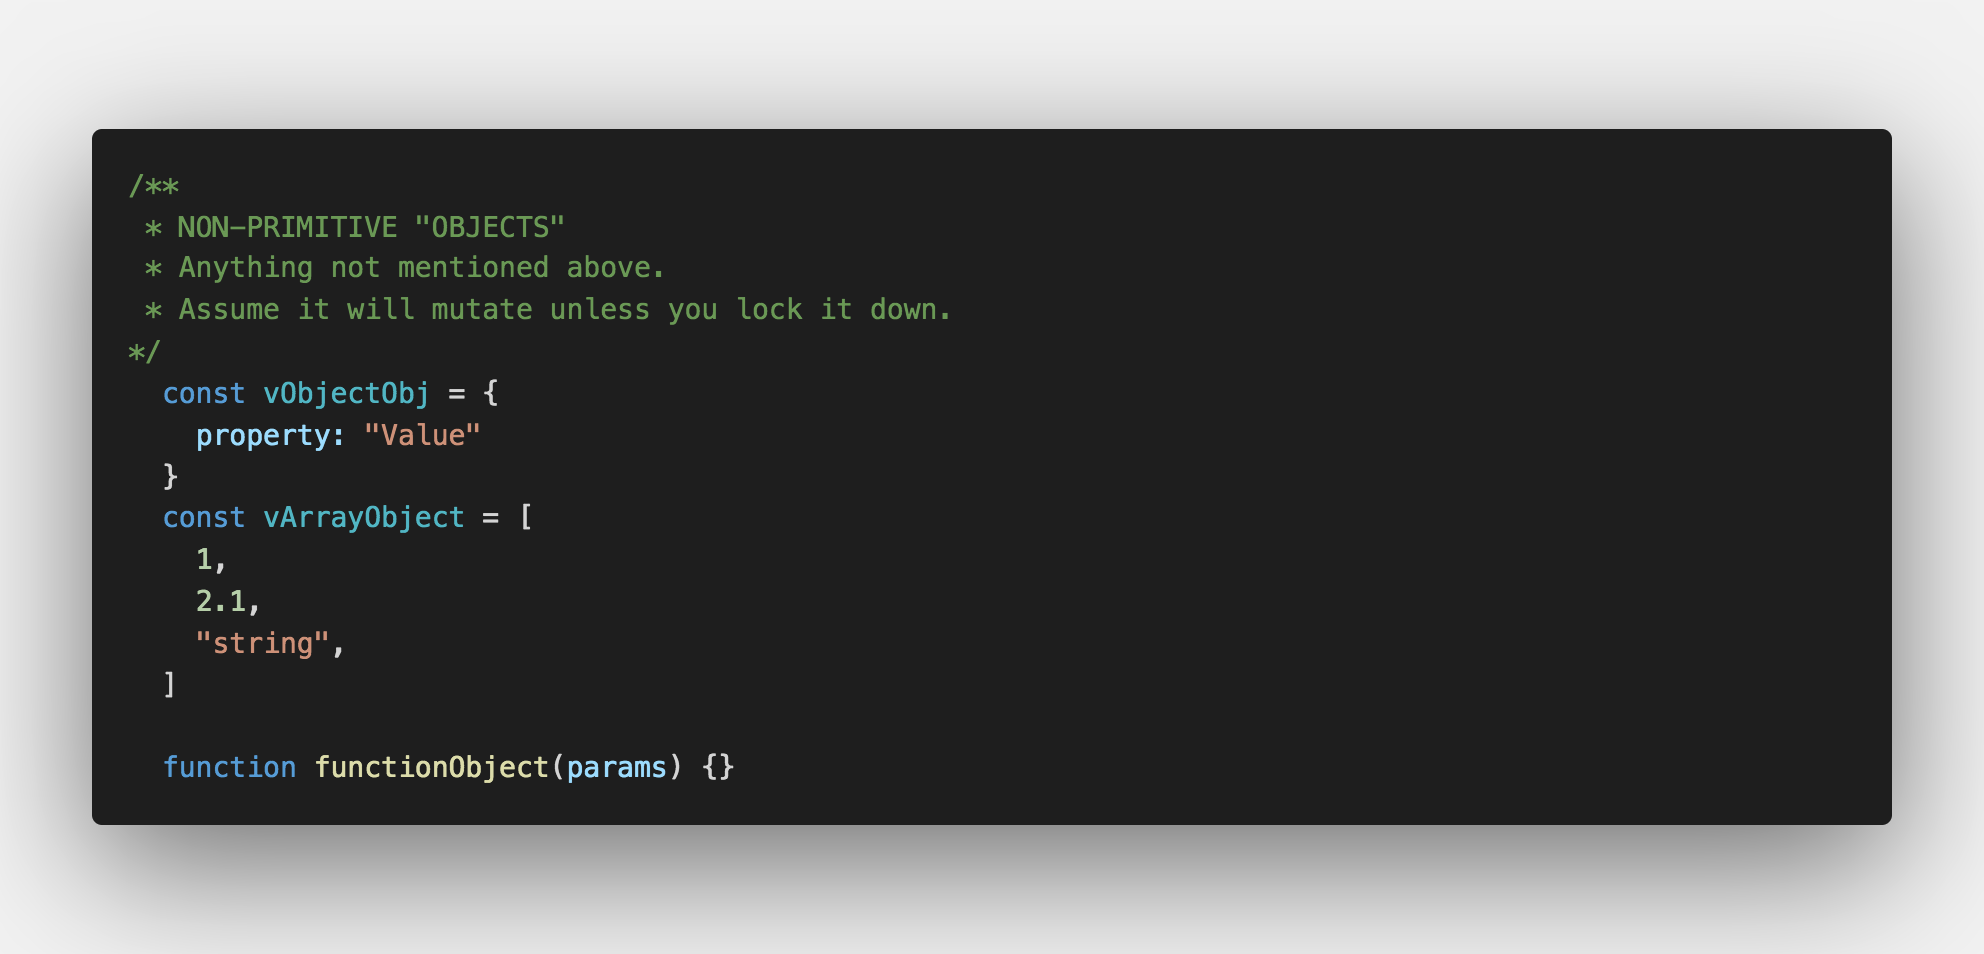 /**
 * NON-PRIMITIVE "OBJECTS"
 * Anything not mentioned above.
 * Assume it will mutate unless you lock it down.
*/
  const vObjectObj = {
    property: "Value"
  }
  const vArrayObject = [
    1,
    2.1,
    "string",
  ]

  function functionObject(params) {}